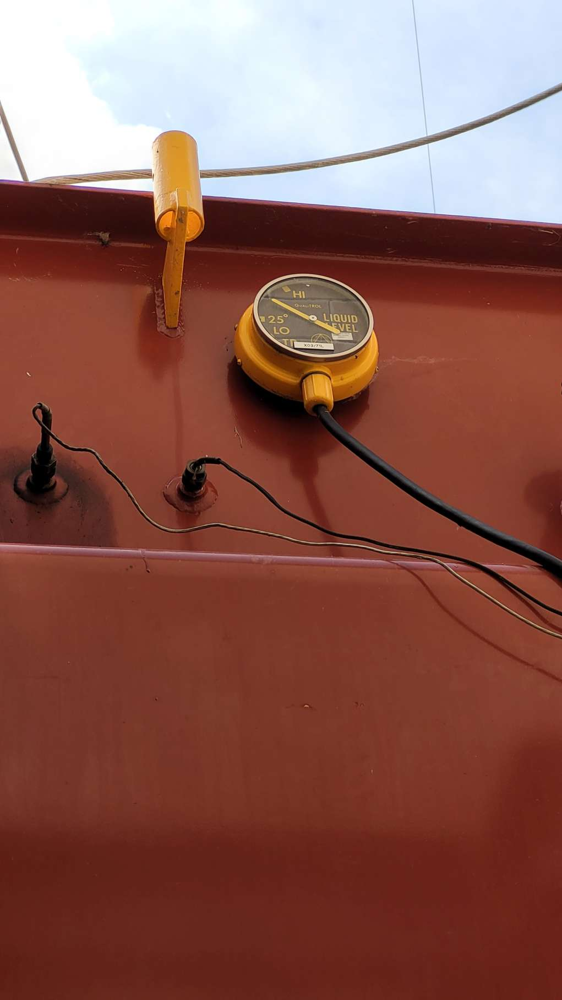 HI
QUALITROL
25°
LIQUID
LEVEL
LO
X03/71L